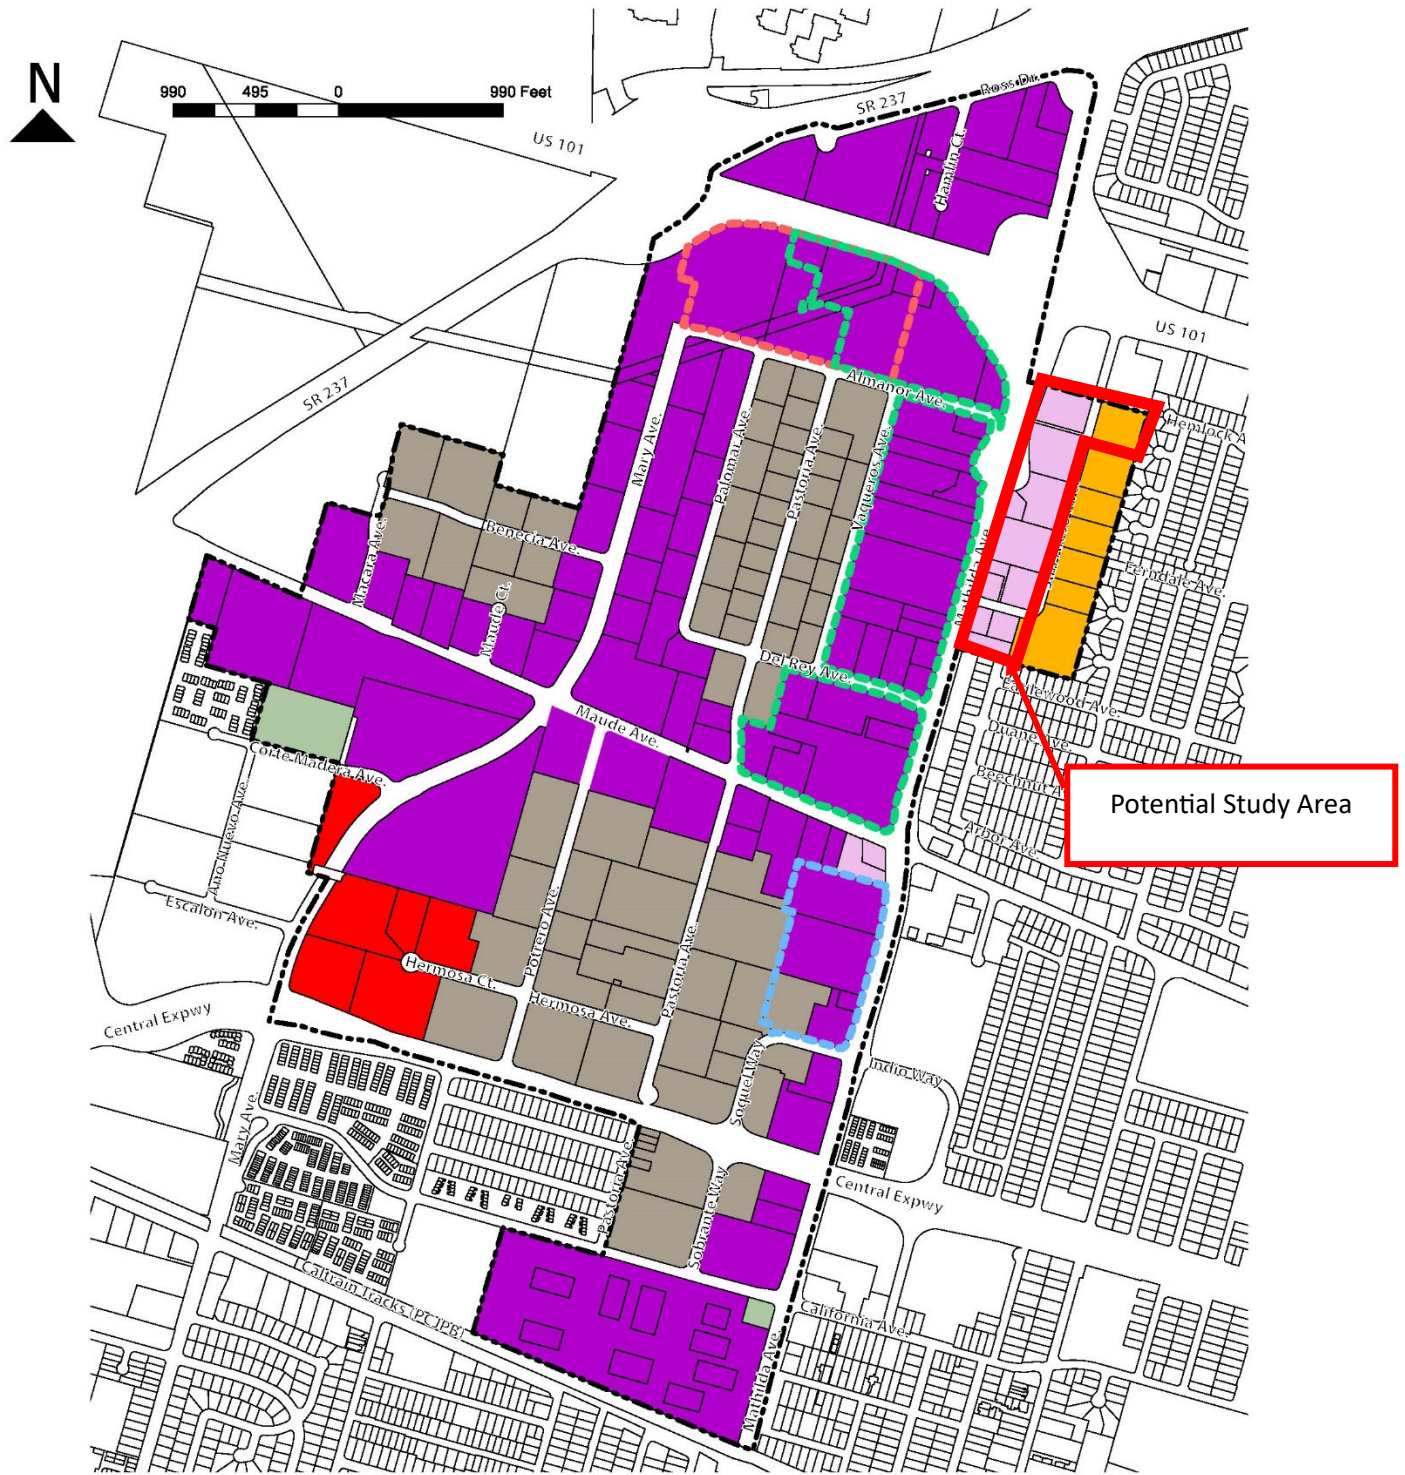 N
990 495 0 990 Feet
US 101
SR 237
Ross Dr.
Hamlin Ct.
US 101
SR 237
Almanor Ave.
Mary Ave.
Palomar Ave.
Pastoria Ave.
Vaqueros Ave.
Mathilda Ave.
Hemlock A
Ferndale Ave.
Benecia Ave.
Macara Ave.
Maude Ct.
Del Rey Ave.
Maude Ave.
Eaglewood Ave.
Duane Ave.
Beechnut A
Arbor Ave.
Potential Study Area
Corte Madera Ave.
Ano Nuevo Ave.
Escalon Ave.
Potrero Ave.
Pastoria Ave.
Hermosa Ct.
Hermosa Ave.
Central Expwy
Soquel Way
Indio Way
Mary Ave.
Pastoria Ave.
Sobrante Way
Central Expwy
Caltrain Tracks (PCJPB)
California Ave.
Mathilda Ave.